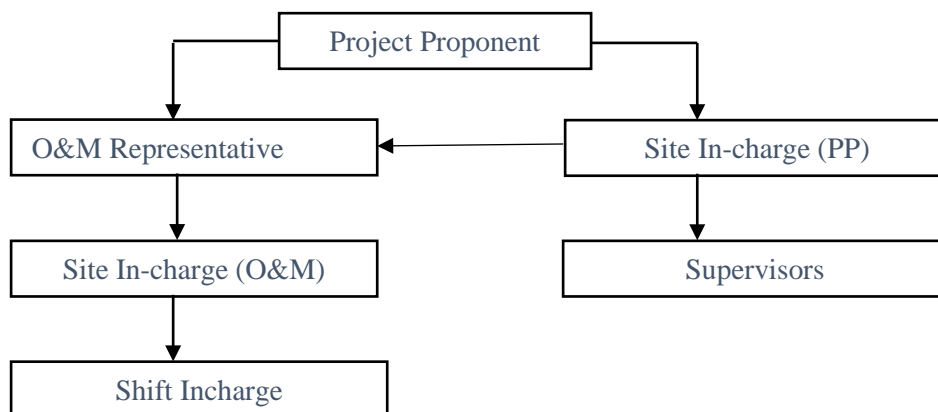 Project Proponent
O&M Representative
Site In-charge (PP)
Site In-charge (O&M)
Supervisors
Shift Incharge